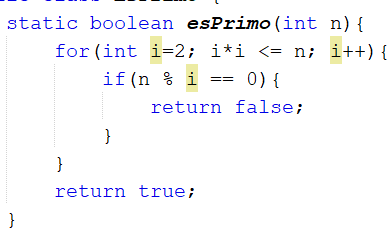 static boolean esPrimo(int n){
for(int i=2; i*i <= n; i++){
if(n % i == 0){
return false;
}
}
return true;
}